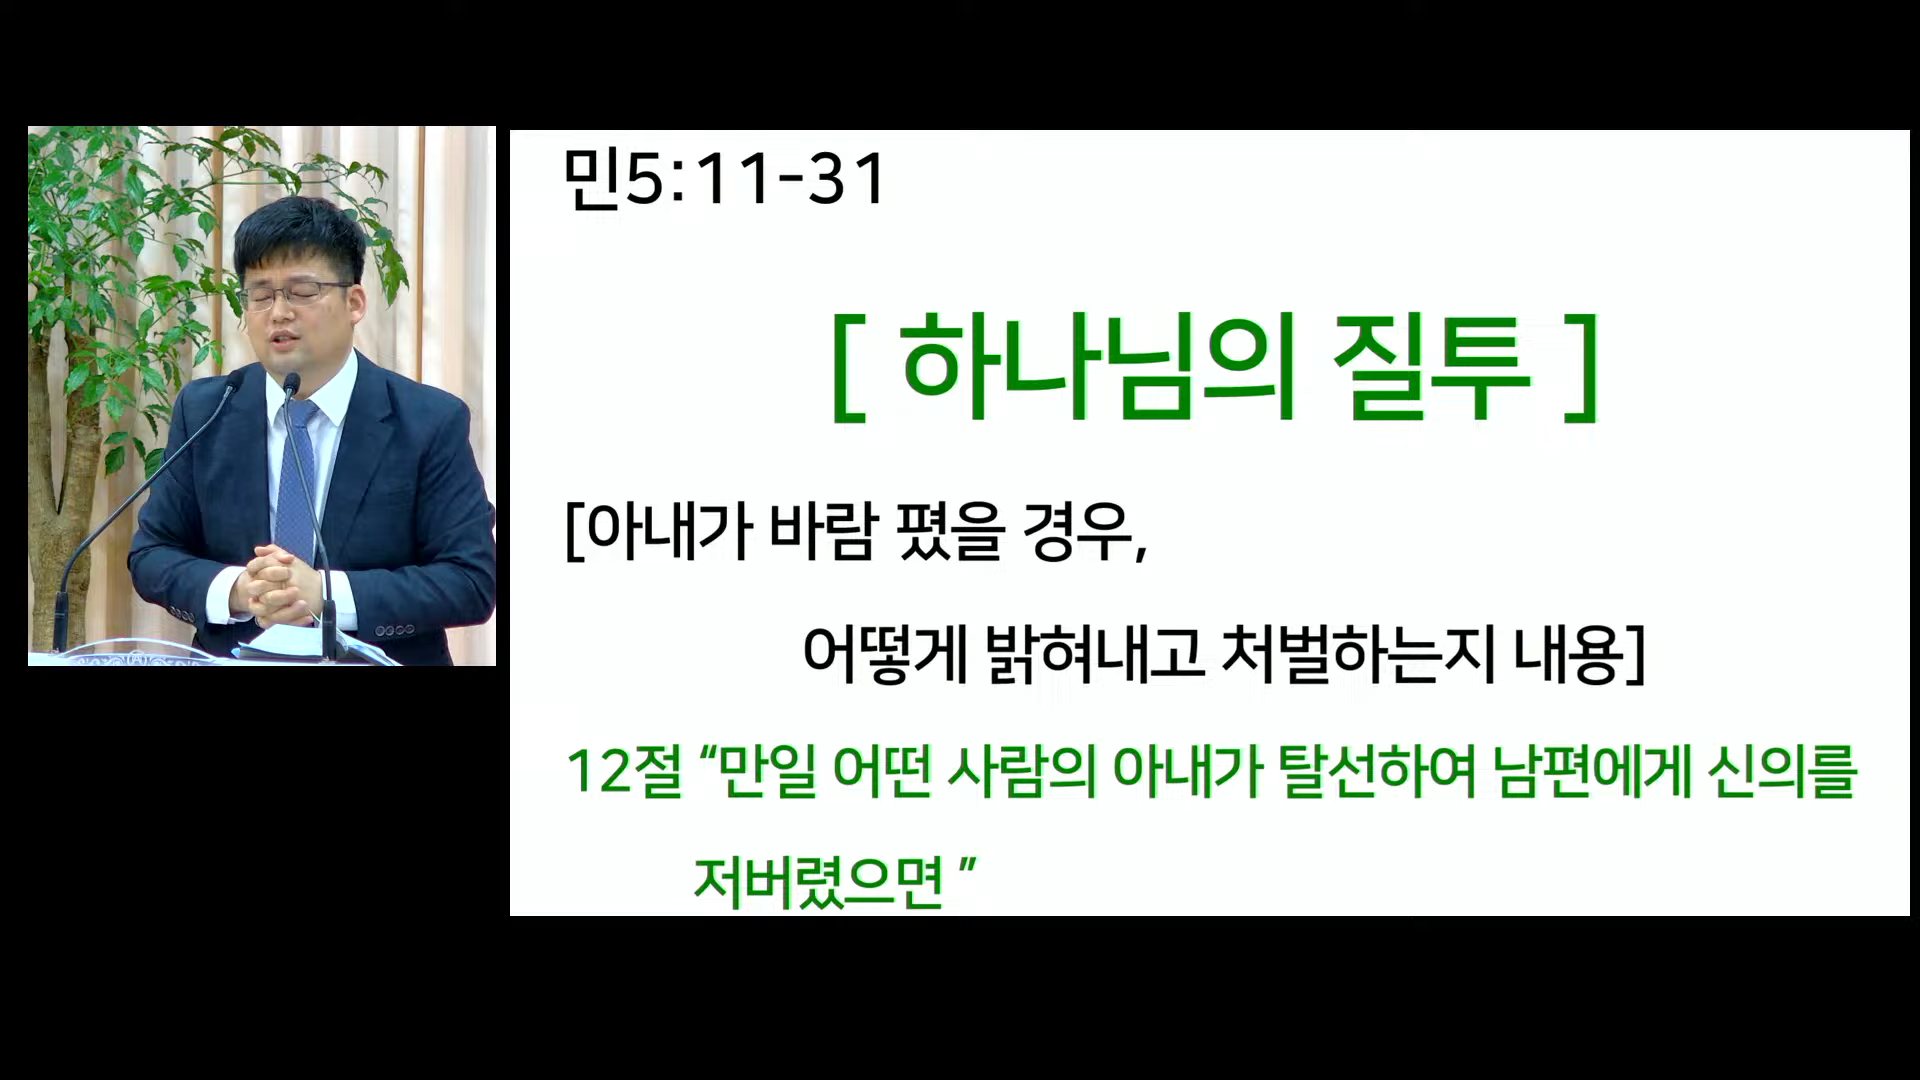 민5:11-31
[ 하나님의 질투 ]
[아내가 바람 폈을 경우,
어떻게 밝혀내고 처벌하는지 내용]
12절 “만일 어떤 사람의 아내가 탈선하여 남편에게 신의를
저버렸으면 ”